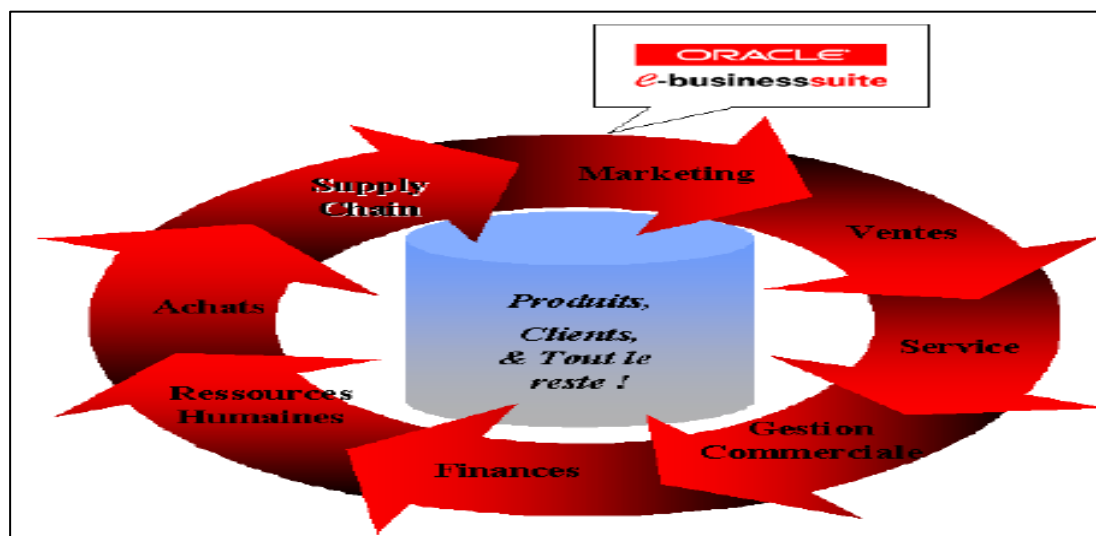 ORACLE
e-businesssuite
Marketing
Supply
Chain
Ventes
Produits,
Achats
Clients,
Service
& Tout le
reste !
Ressources
Humaines
Gestion
Commerciale
Finances